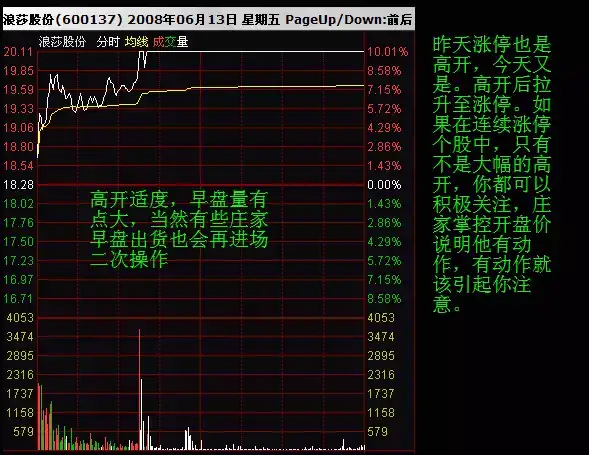 浪莎股份(600137) 2008年06月13日 星期五 PageUp/Down:前后
浪莎股份 分时 均线 成交量
20.11 10.01%
19.85 8.58%
19.59 7.15%
19.33 5.72%
19.06 4.29%
18.80 2.86%
18.54 1.43%
18.28 0.00%
18.02 1.43%
17.76 2.86%
17.50 4.29%
17.23 5.72%
16.97 7.15%
16.71 8.58%
高开适度，早盘量有
点大，当然有些庄家
早盘出货也会再进场
二次操作
4053 4053
3474 3474
2895 2895
2316 2316
1737 1737
1158 1158
579 579
昨天涨停也是
高开，今天又
是。高开后拉
升至涨停。如
果在连续涨停
个股中，只有
不是大幅的高
开，你都可以
积极关注，庄
家掌控开盘价
说明他有动
作，有动作就
该引起你注
意。